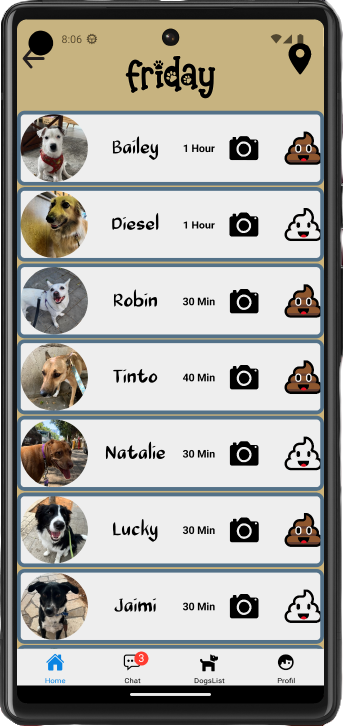 8:06
friday
Bailey 1 Hour
Diesel 1 Hour
Robin 30 Min
Tinto 40 Min
Natalie 30 Min
Lucky 30 Min
Jaimi 30 Min
3
Home Chat DogsList Profil